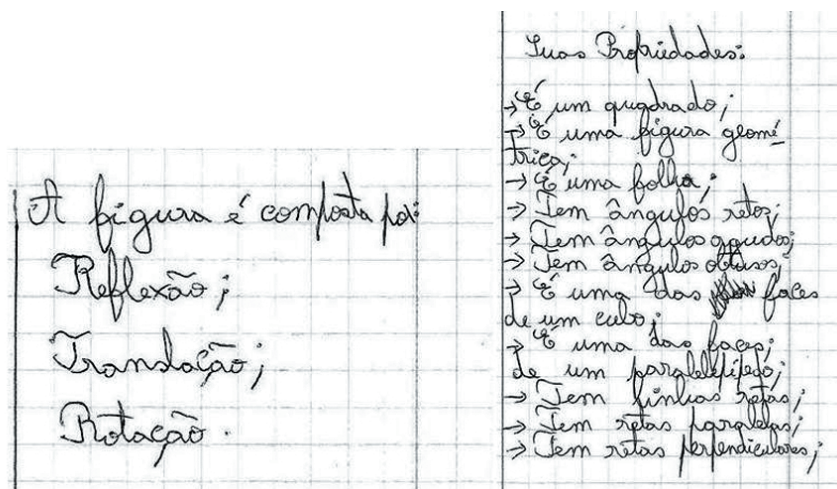 A figura é composta por:
Reflexão;
Translação;
Rotação.
Suas Propriedades:
→ É um quadrado;
→ É uma figura geomé-
trica;
→ É uma folha;
→ Tem ângulos retos;
→ Tem ângulos agudos;
→ Tem ângulos obtusos;
→ É uma das faces
de um cubo;
→ É uma das faces;
de um paralelipípedo;
→ Tem linhas retas;
→ Tem retas paralelas;
→ Tem retas perpendiculares;